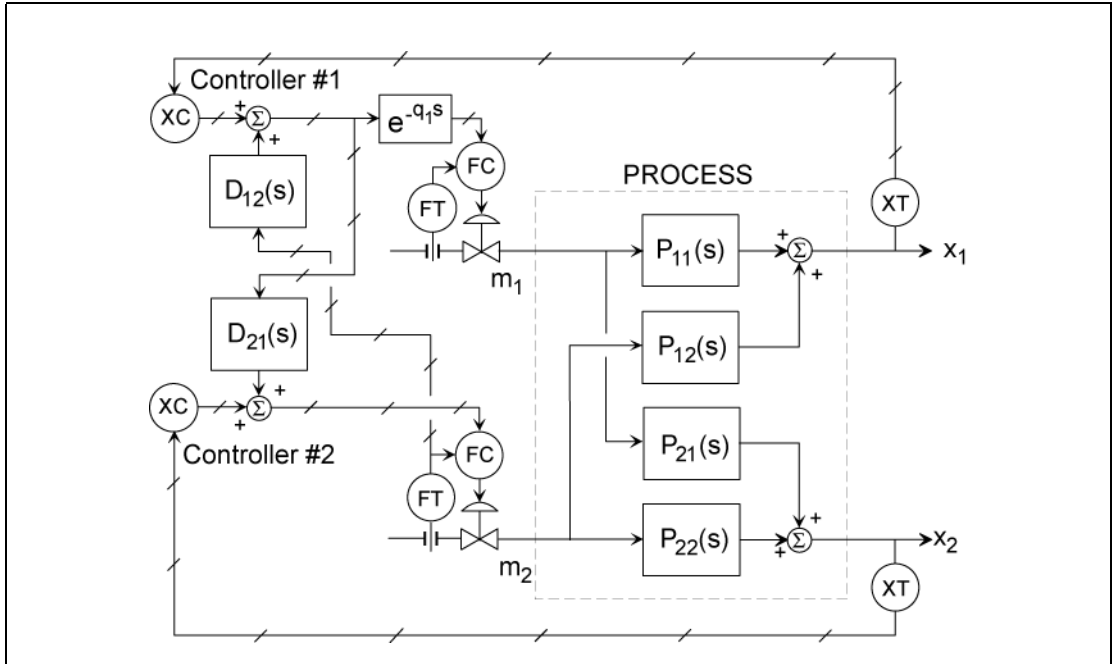 Controller #1
XC
+
Σ
+
e^-q₁s
D₁₂(s)
FC
FT
m₁
PROCESS
P₁₁(s)
+
Σ
+
XT
x₁
P₁₂(s)
D₂₁(s)
XC
+
+
Σ
Controller #2
FC
FT
m₂
P₂₁(s)
P₂₂(s)
+
+
Σ
x₂
XT